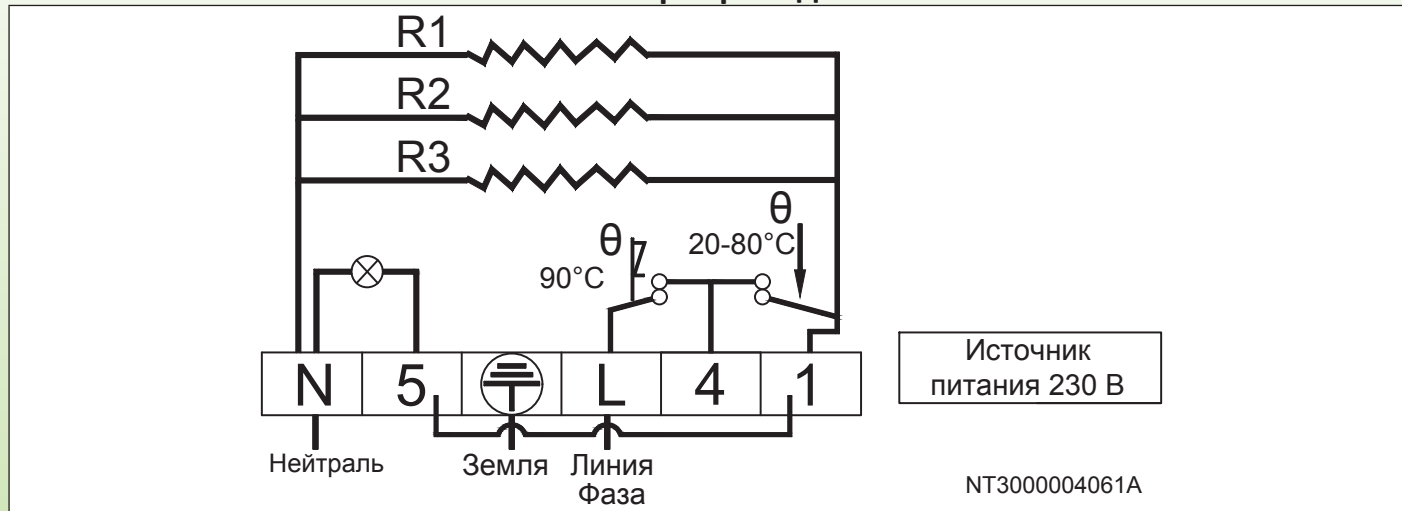 R1
R2
R3
θ
20-80°C
θ
90°C
N 5 L 4 1
Источник
питания 230 В
Нейтраль Земля Линия
Фаза
NT3000004061A